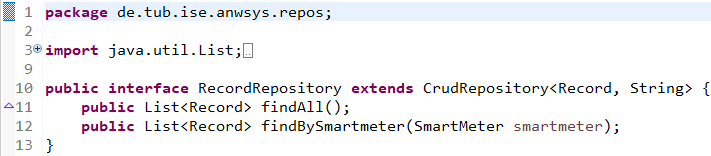 1 package de.tub.ise.anwsys.repos;
2
3 import java.util.List;
9
10 public interface RecordRepository extends CrudRepository<Record, String> {
11     public List<Record> findAll();
12     public List<Record> findBySmartmeter(SmartMeter smartmeter);
13 }